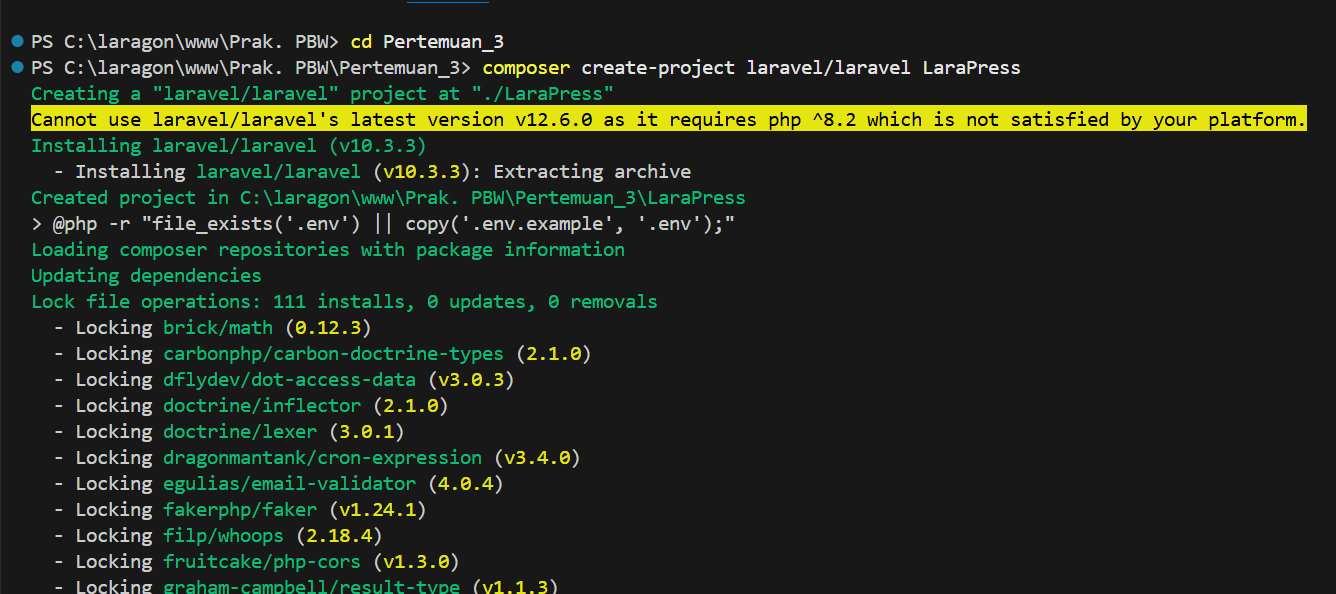 PS C:\laragon\www\Prak. PBW> cd Pertemuan_3
PS C:\laragon\www\Prak. PBW\Pertemuan_3> composer create-project laravel/laravel LaraPress
Creating a "laravel/laravel" project at "./LaraPress"
Cannot use laravel/laravel's latest version v12.6.0 as it requires php ^8.2 which is not satisfied by your platform.
Installing laravel/laravel (v10.3.3)
  - Installing laravel/laravel (v10.3.3): Extracting archive
Created project in C:\laragon\www\Prak. PBW\Pertemuan_3\LaraPress
> @php -r "file_exists('.env') || copy('.env.example', '.env');"
Loading composer repositories with package information
Updating dependencies
Lock file operations: 111 installs, 0 updates, 0 removals
  - Locking brick/math (0.12.3)
  - Locking carbonphp/carbon-doctrine-types (2.1.0)
  - Locking dflydev/dot-access-data (v3.0.3)
  - Locking doctrine/inflector (2.1.0)
  - Locking doctrine/lexer (3.0.1)
  - Locking dragonmantank/cron-expression (v3.4.0)
  - Locking egulias/email-validator (4.0.4)
  - Locking fakerphp/faker (v1.24.1)
  - Locking filp/whoops (2.18.4)
  - Locking fruitcake/php-cors (v1.3.0)
  - Locking graham-campbell/result-type (v1.1.3)